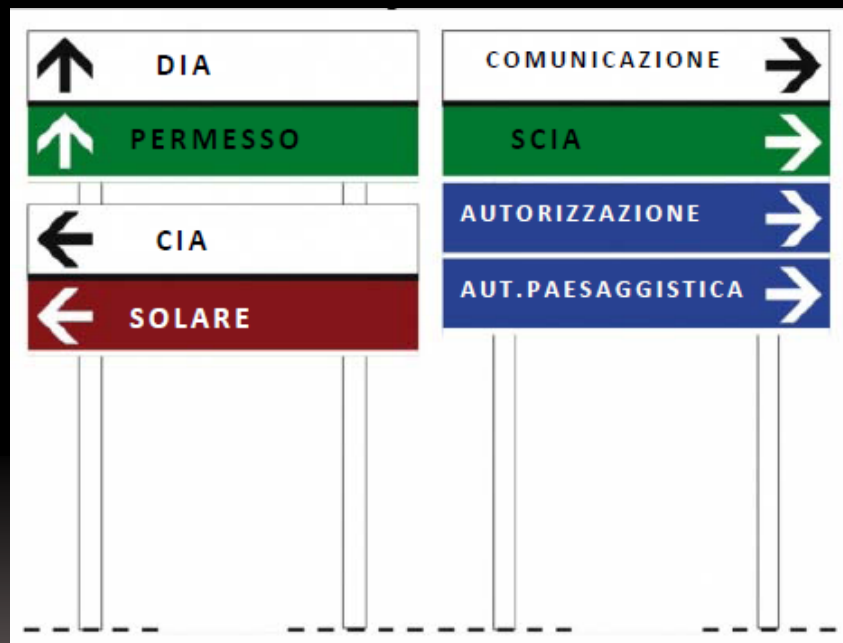 DIA
PERMESSO
CIA
SOLARE
COMUNICAZIONE
SCIA
AUTORIZZAZIONE
AUT.PAESAGGISTICA